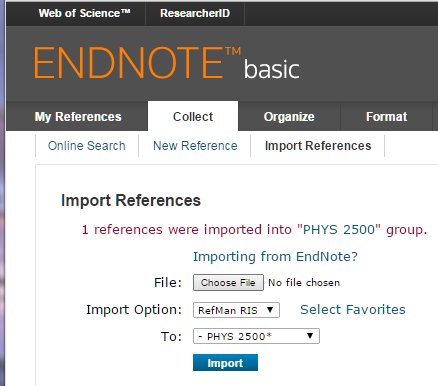 Web of Science™ ResearcherID
ENDNOTE™ basic
My References Collect Organize Format
Online Search New Reference Import References
Import References
1 references were imported into "PHYS 2500" group.
Importing from EndNote?
File: Choose File No file chosen
Import Option: RefMan RIS Select Favorites
To: - PHYS 2500*
Import